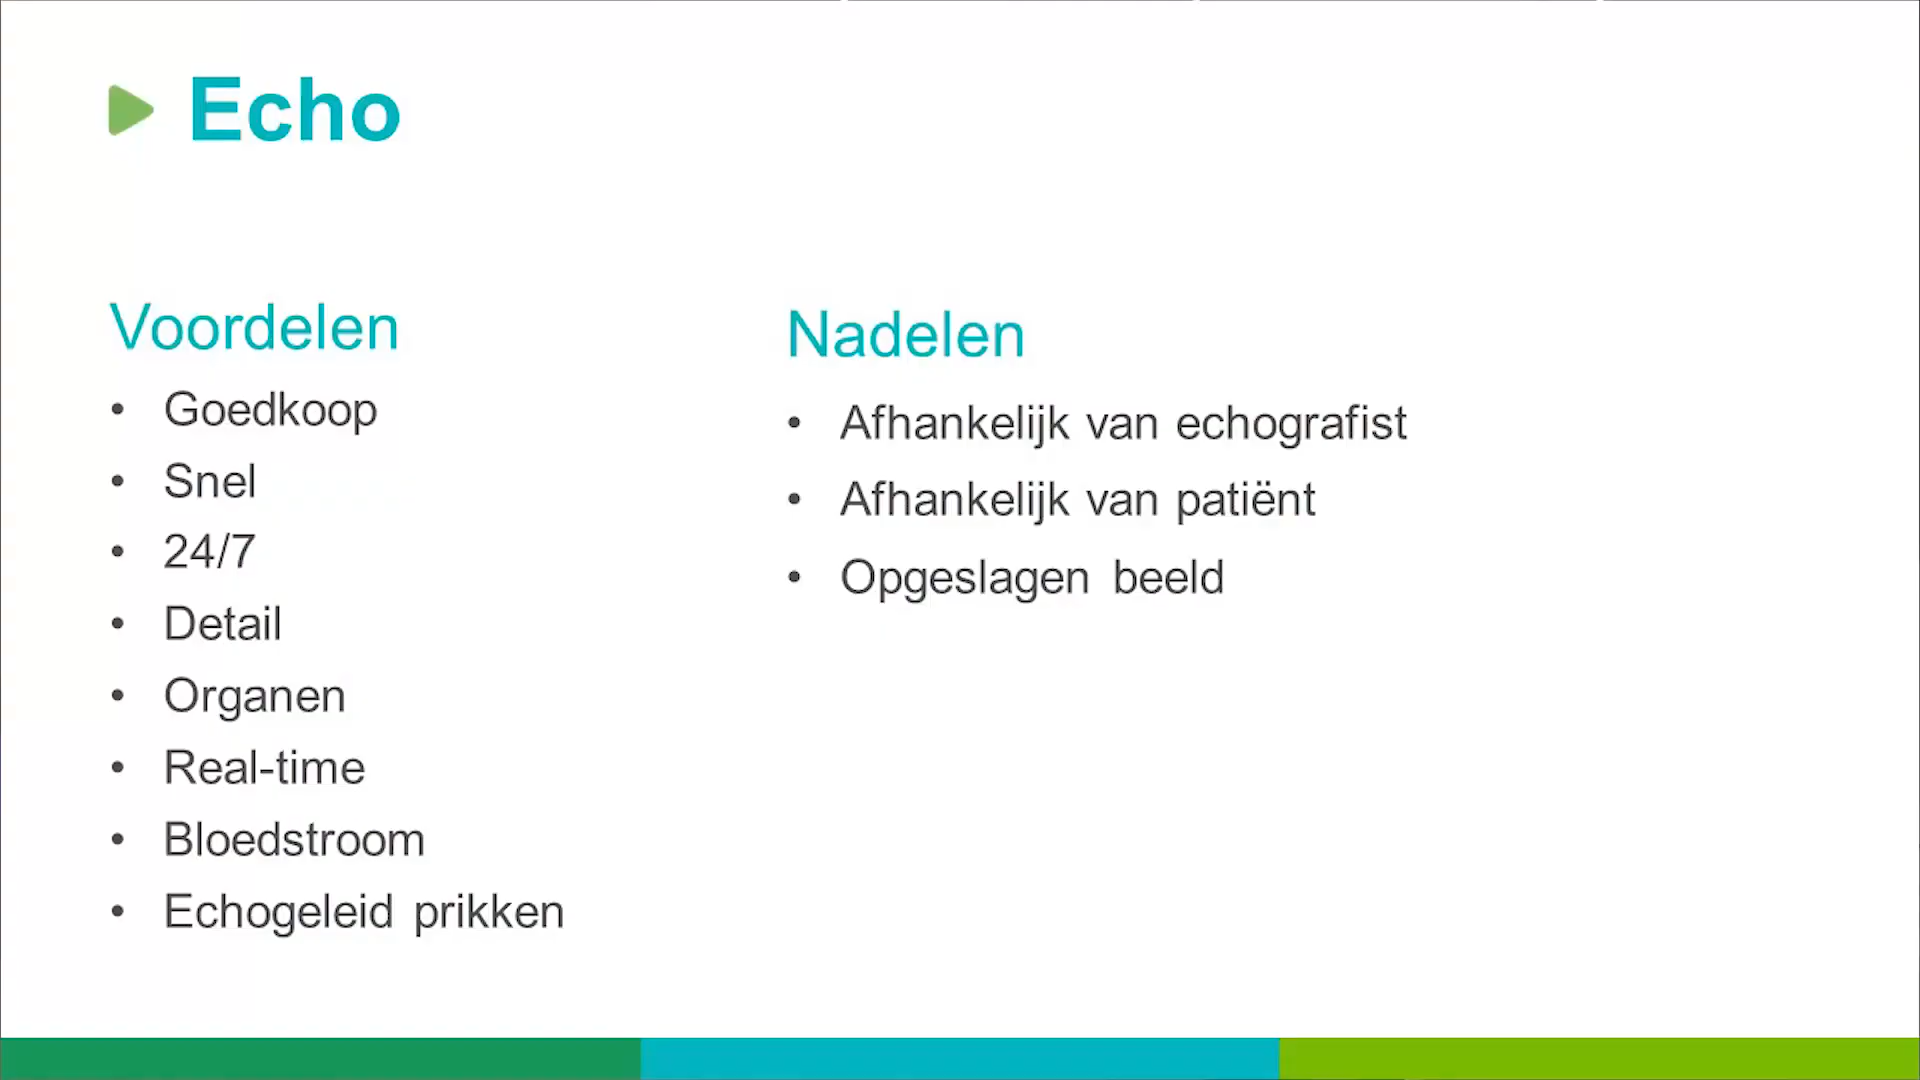 Echo
Voordelen
• Goedkoop
• Snel
• 24/7
• Detail
• Organen
• Real-time
• Bloedstroom
• Echogeleid prikken
Nadelen
• Afhankelijk van echografist
• Afhankelijk van patiënt
• Opgeslagen beeld